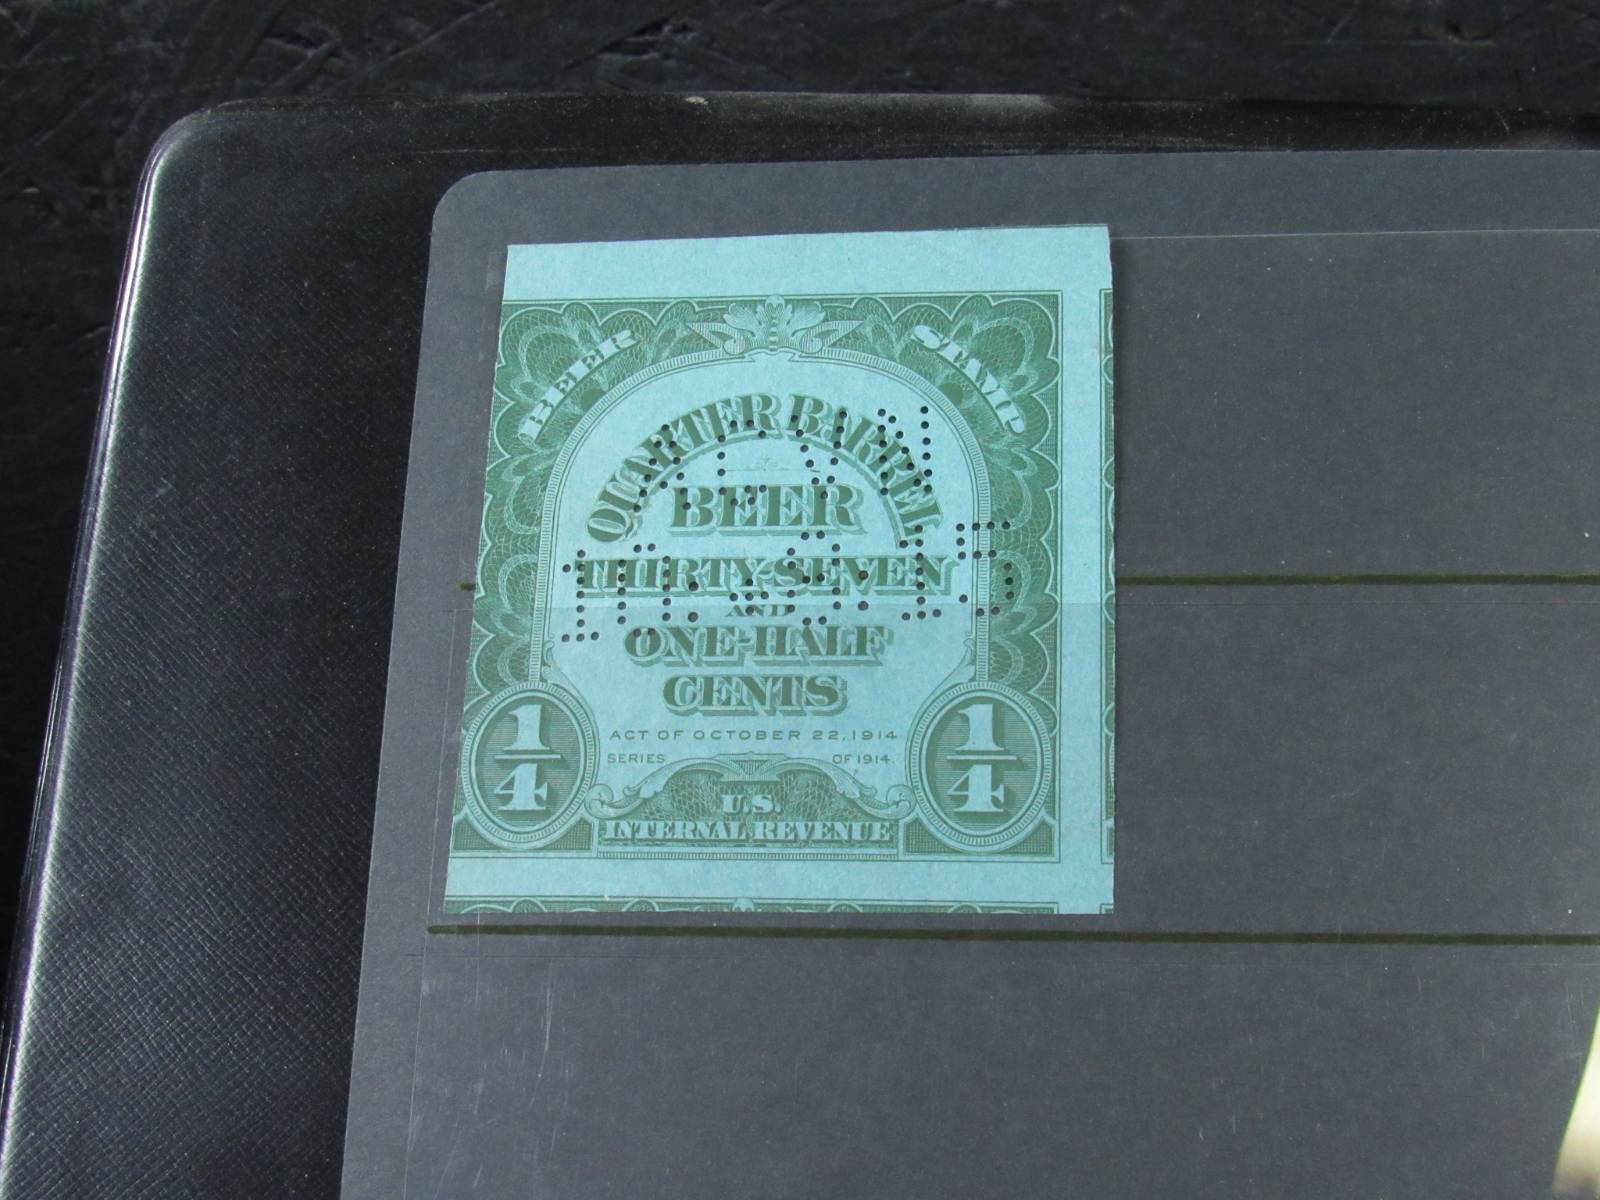 BEER STAMP
QUARTER BARREL
BEER
THIRTY-SEVEN
AND
ONE-HALF
CENTS
1/4 1/4
ACT OF OCTOBER 22, 1914
SERIES OF 1914.
U.S.
INTERNAL REVENUE